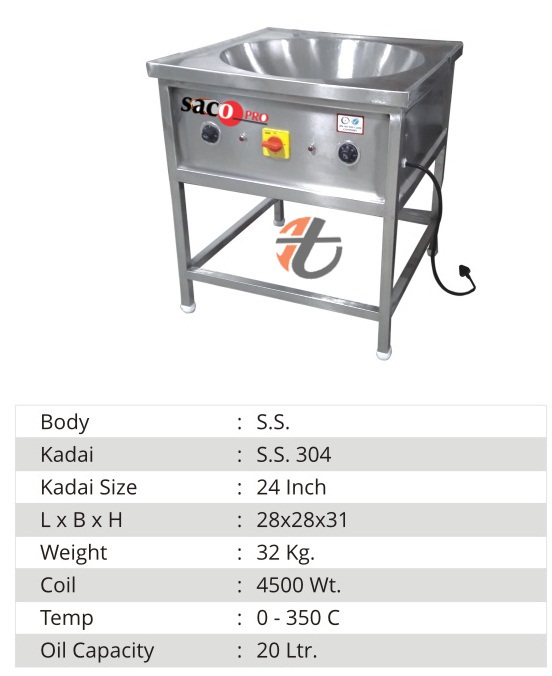 saco PRO
Body : S.S.
Kadai : S.S. 304
Kadai Size : 24 Inch
L x B x H : 28x28x31
Weight : 32 Kg.
Coil : 4500 Wt.
Temp : 0 - 350 C
Oil Capacity : 20 Ltr.